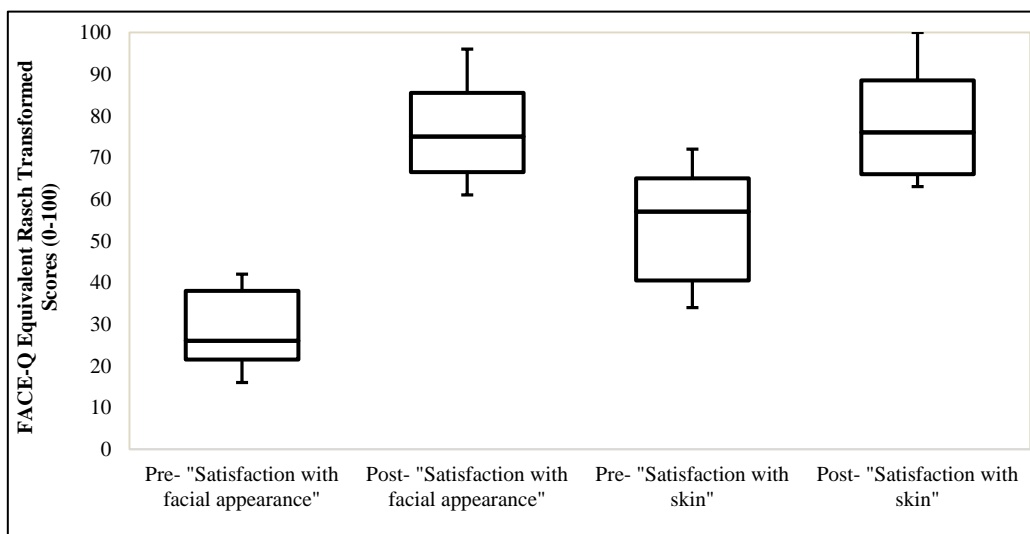 FACE-Q Equivalent Rasch Transformed
Scores (0-100)
100
90
80
70
60
50
40
30
20
10
0
Pre- "Satisfaction with
facial appearance"
Post- "Satisfaction with
facial appearance"
Pre- "Satisfaction with
skin"
Post- "Satisfaction with
skin"